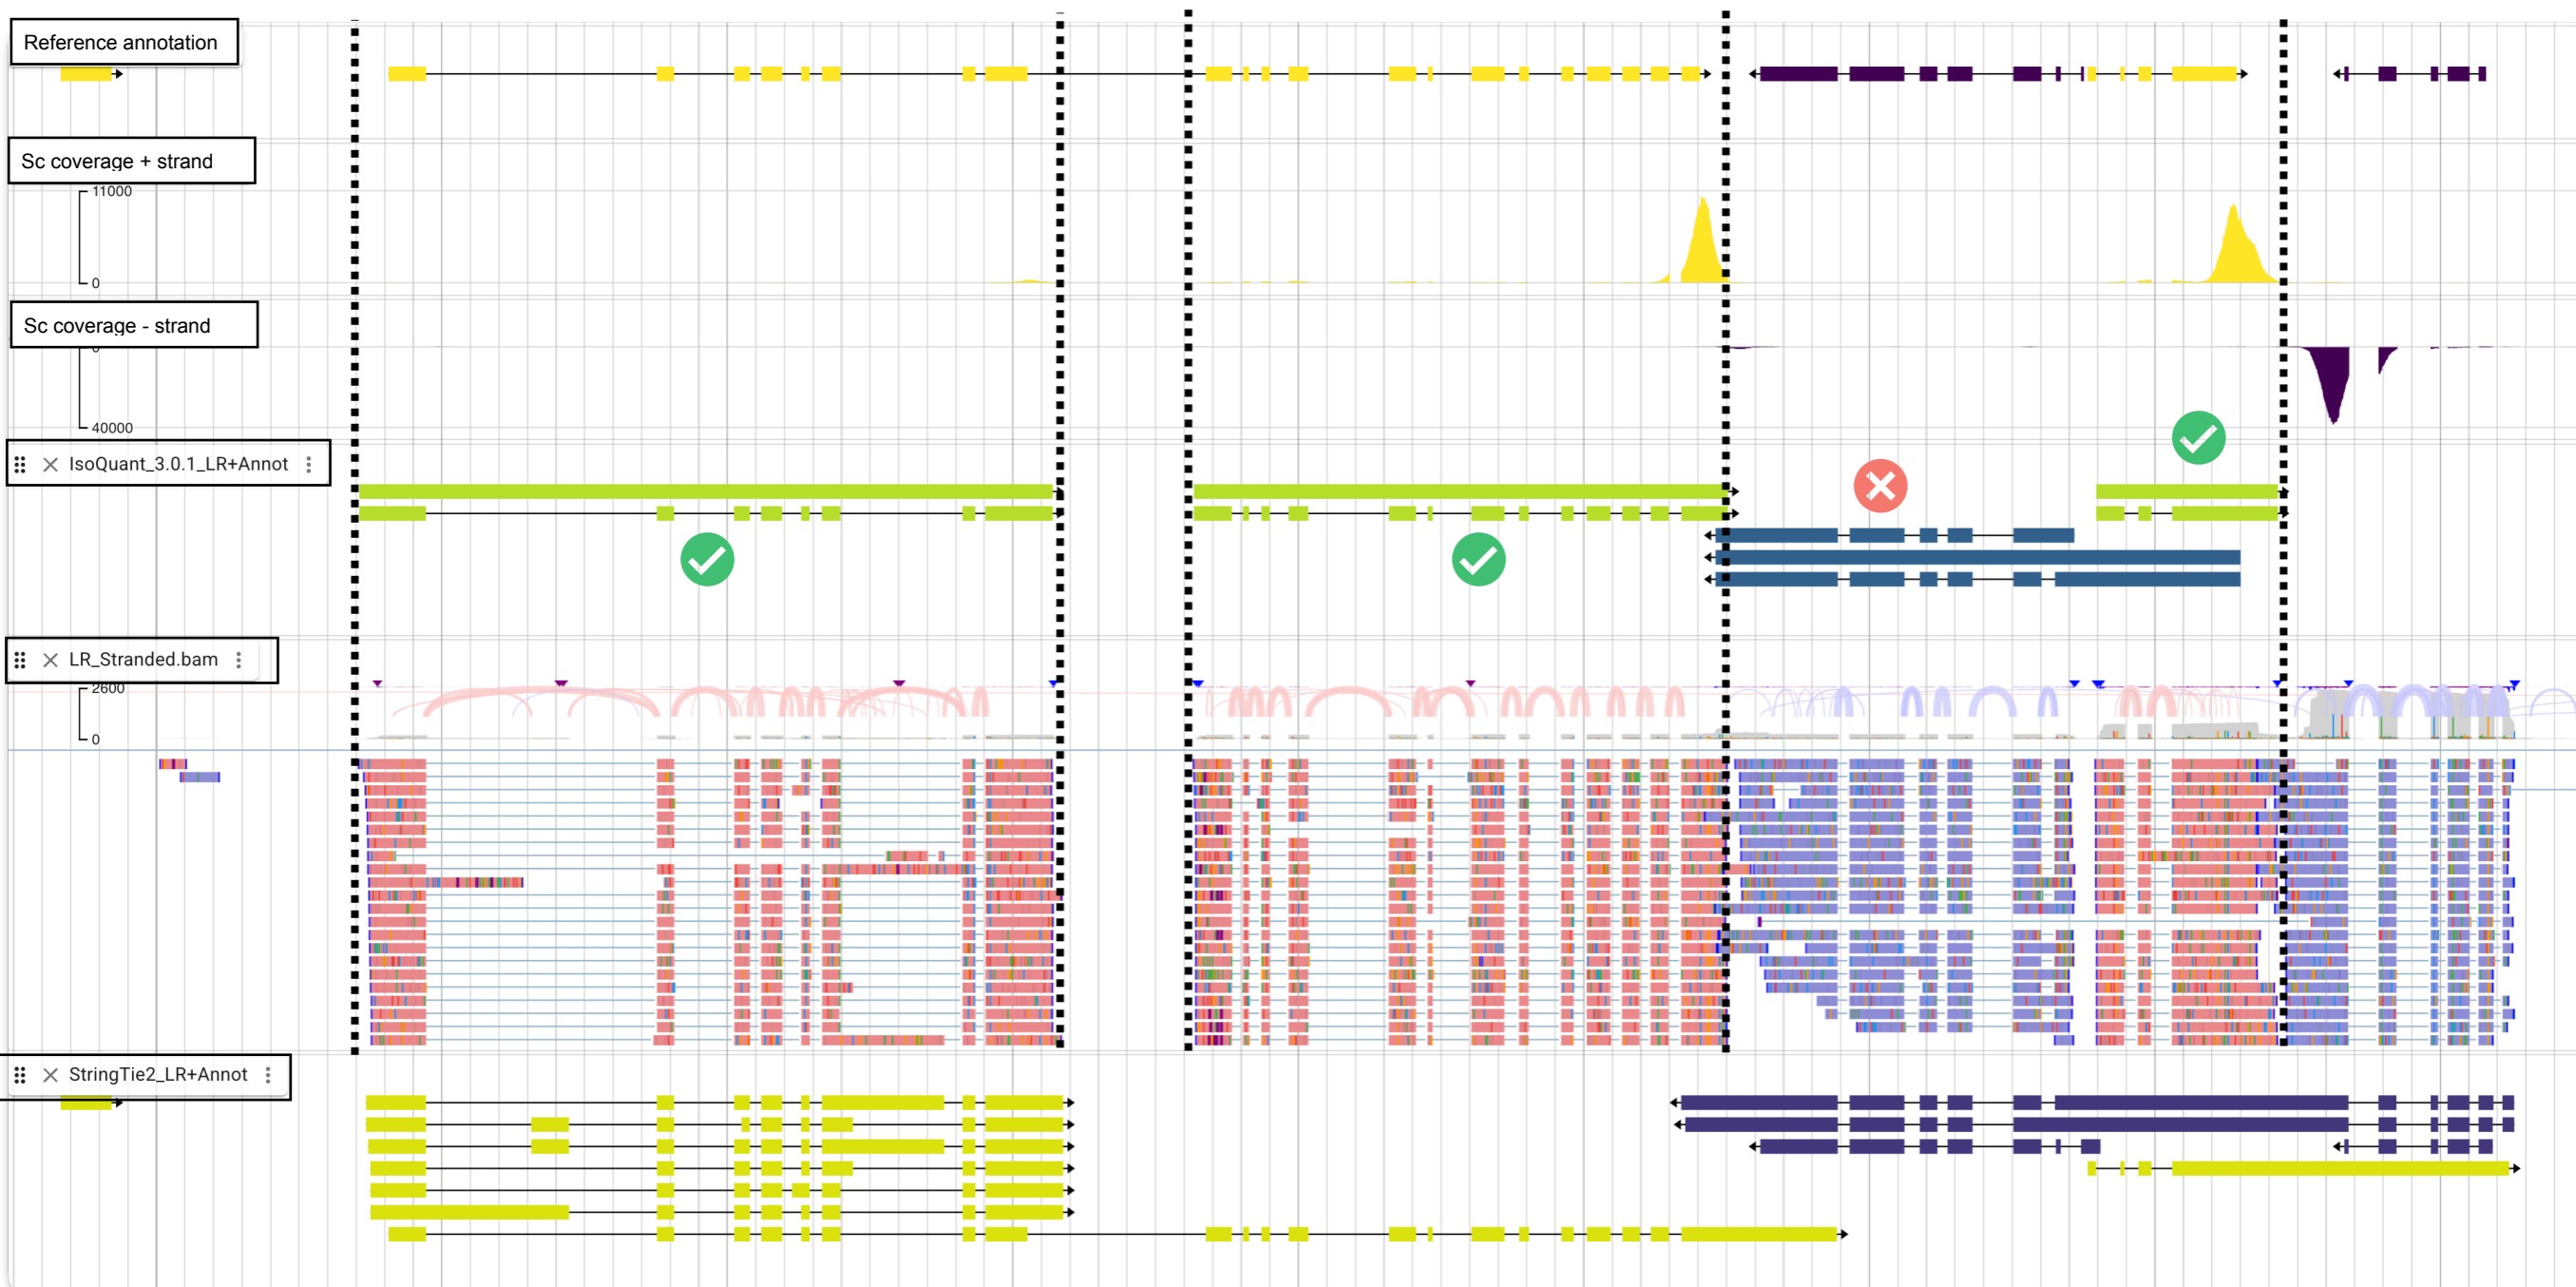 Reference annotation
Sc coverage + strand
11000
0
Sc coverage - strand
0
40000
IsoQuant_3.0.1_LR+Annot
LR_Stranded.bam
2600
0
StringTie2_LR+Annot